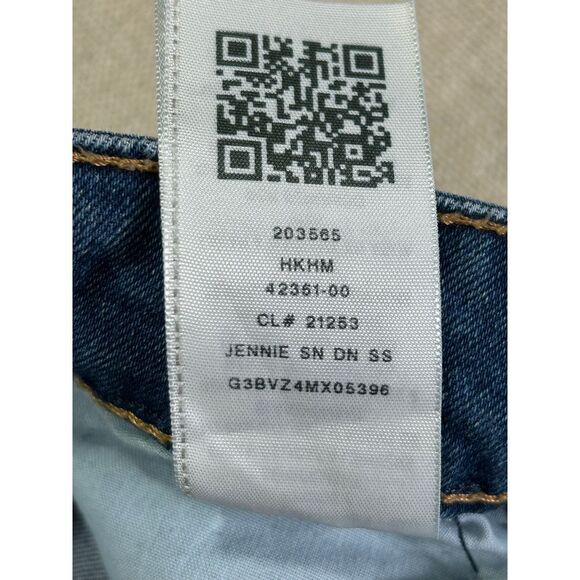 203565
HKHM
42361-00
CL# 21253
JENNIE SN DN SS
G3BVZ4MX05396